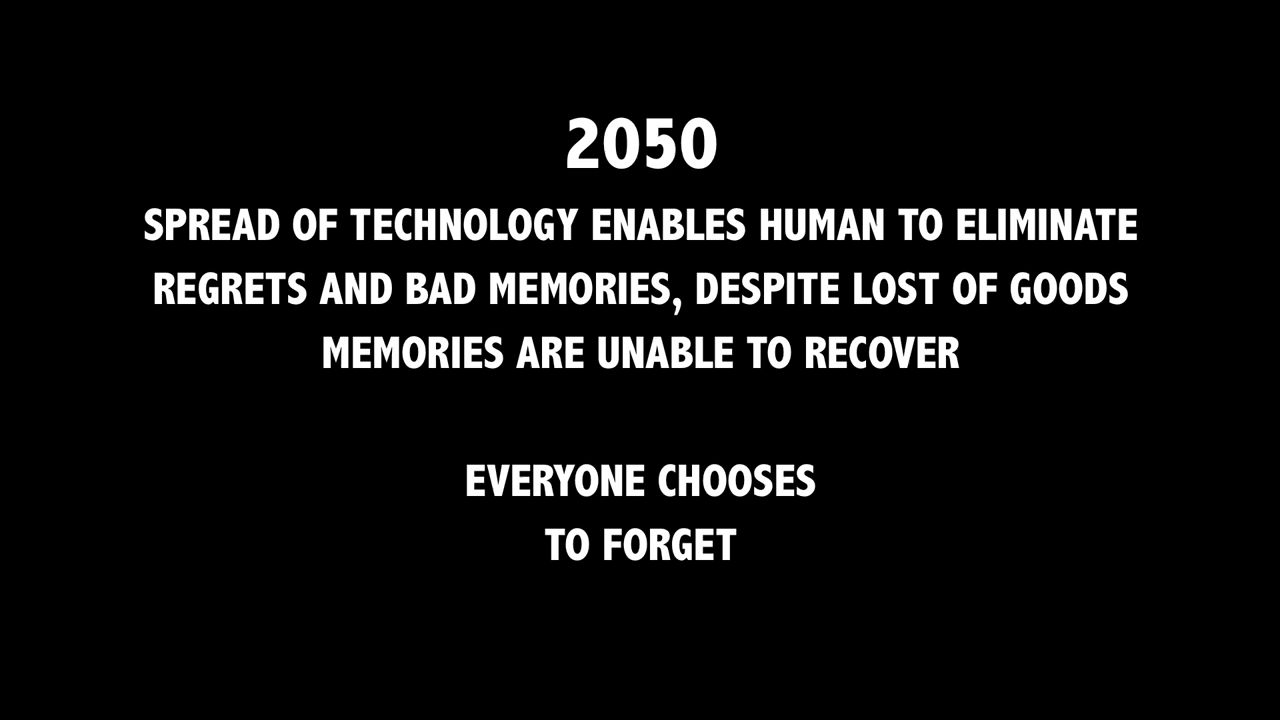 2050
SPREAD OF TECHNOLOGY ENABLES HUMAN TO ELIMINATE
REGRETS AND BAD MEMORIES, DESPITE LOST OF GOODS
MEMORIES ARE UNABLE TO RECOVER
EVERYONE CHOOSES
TO FORGET